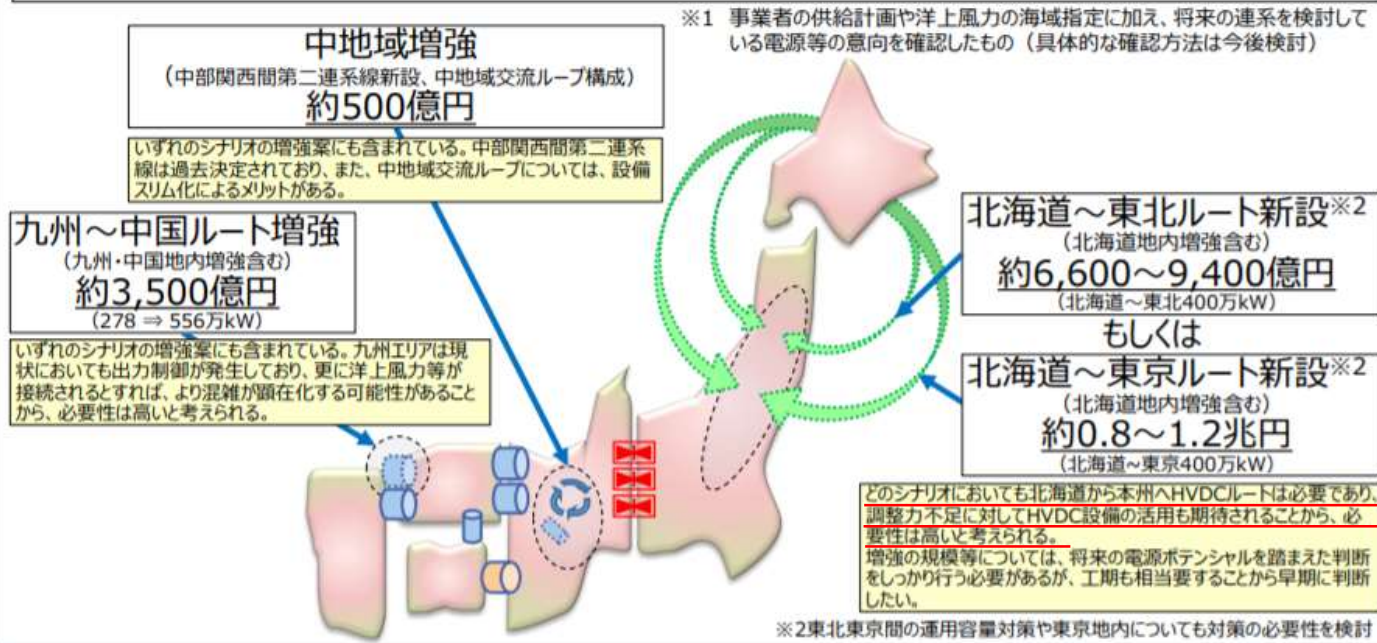 ※1 事業者の供給計画や洋上風力の海域指定に加え、将来の連系を検討して
いる電源等の意向を確認したもの（具体的な確認方法は今後検討）
中地域増強
（中部関西間第二連系線新設、中地域交流ループ構成）
約500億円
いずれのシナリオの増強案にも含まれている。中部関西間第二連系
線は過去決定されており、また、中地域交流ループについては、設備
スリム化によるメリットがある。
九州～中国ルート増強
（九州・中国地内増強含む）
約3,500億円
（278 ⇒ 556万kW）
いずれのシナリオの増強案にも含まれている。九州エリアは現
状においても出力制御が発生しており、更に洋上風力等が
接続されるとすれば、より混雑が顕在化する可能性があること
から、必要性は高いと考えられる。
北海道～東北ルート新設※2
（北海道地内増強含む）
約6,600～9,400億円
（北海道～東北400万kW）
もしくは
北海道～東京ルート新設※2
（北海道地内増強含む）
約0.8～1.2兆円
（北海道~東京400万kW）
どのシナリオにおいても北海道から本州へHVDCルートは必要であり、
調整力不足に対してHVDC設備の活用も期待されることから、必
要性は高いと考えられる。
増強の規模等については、将来の電源ポテンシャルを踏まえた判断
をしっかり行う必要があるが、工期も相当要することから早期に判断
したい。
※2東北東京間の運用容量対策や東京地内についても対策の必要性を検討